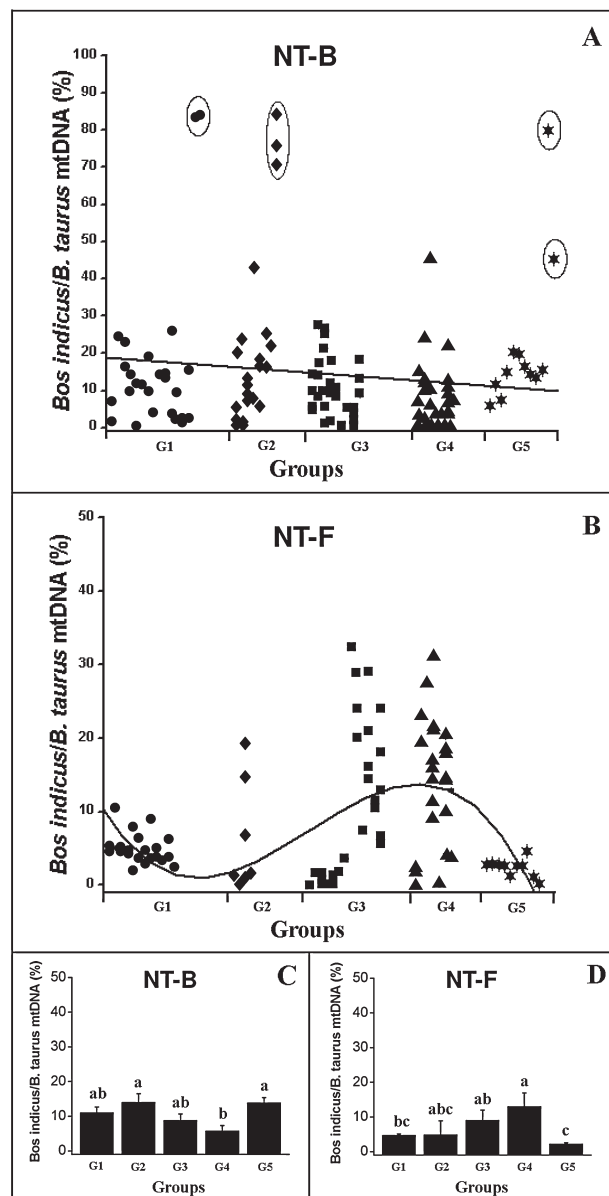 A
NT-B
Bos indicus/B. taurus mtDNA (%)
100
90
80
70
60
50
40
30
20
10
0
G1 G2 G3 G4 G5
Groups
B
NT-F
Bos indicus/B. taurus mtDNA (%)
50
40
30
20
10
0
G1 G2 G3 G4 G5
Groups
C
NT-B
Bos indicus/B. taurus mtDNA (%)
50
40
30
20
10
0
ab a ab b a
G1 G2 G3 G4 G5
Groups
D
NT-F
Bos indicus/B. taurus mtDNA (%)
50
40
30
20
10
0
bc abc ab a c
G1 G2 G3 G4 G5
Groups